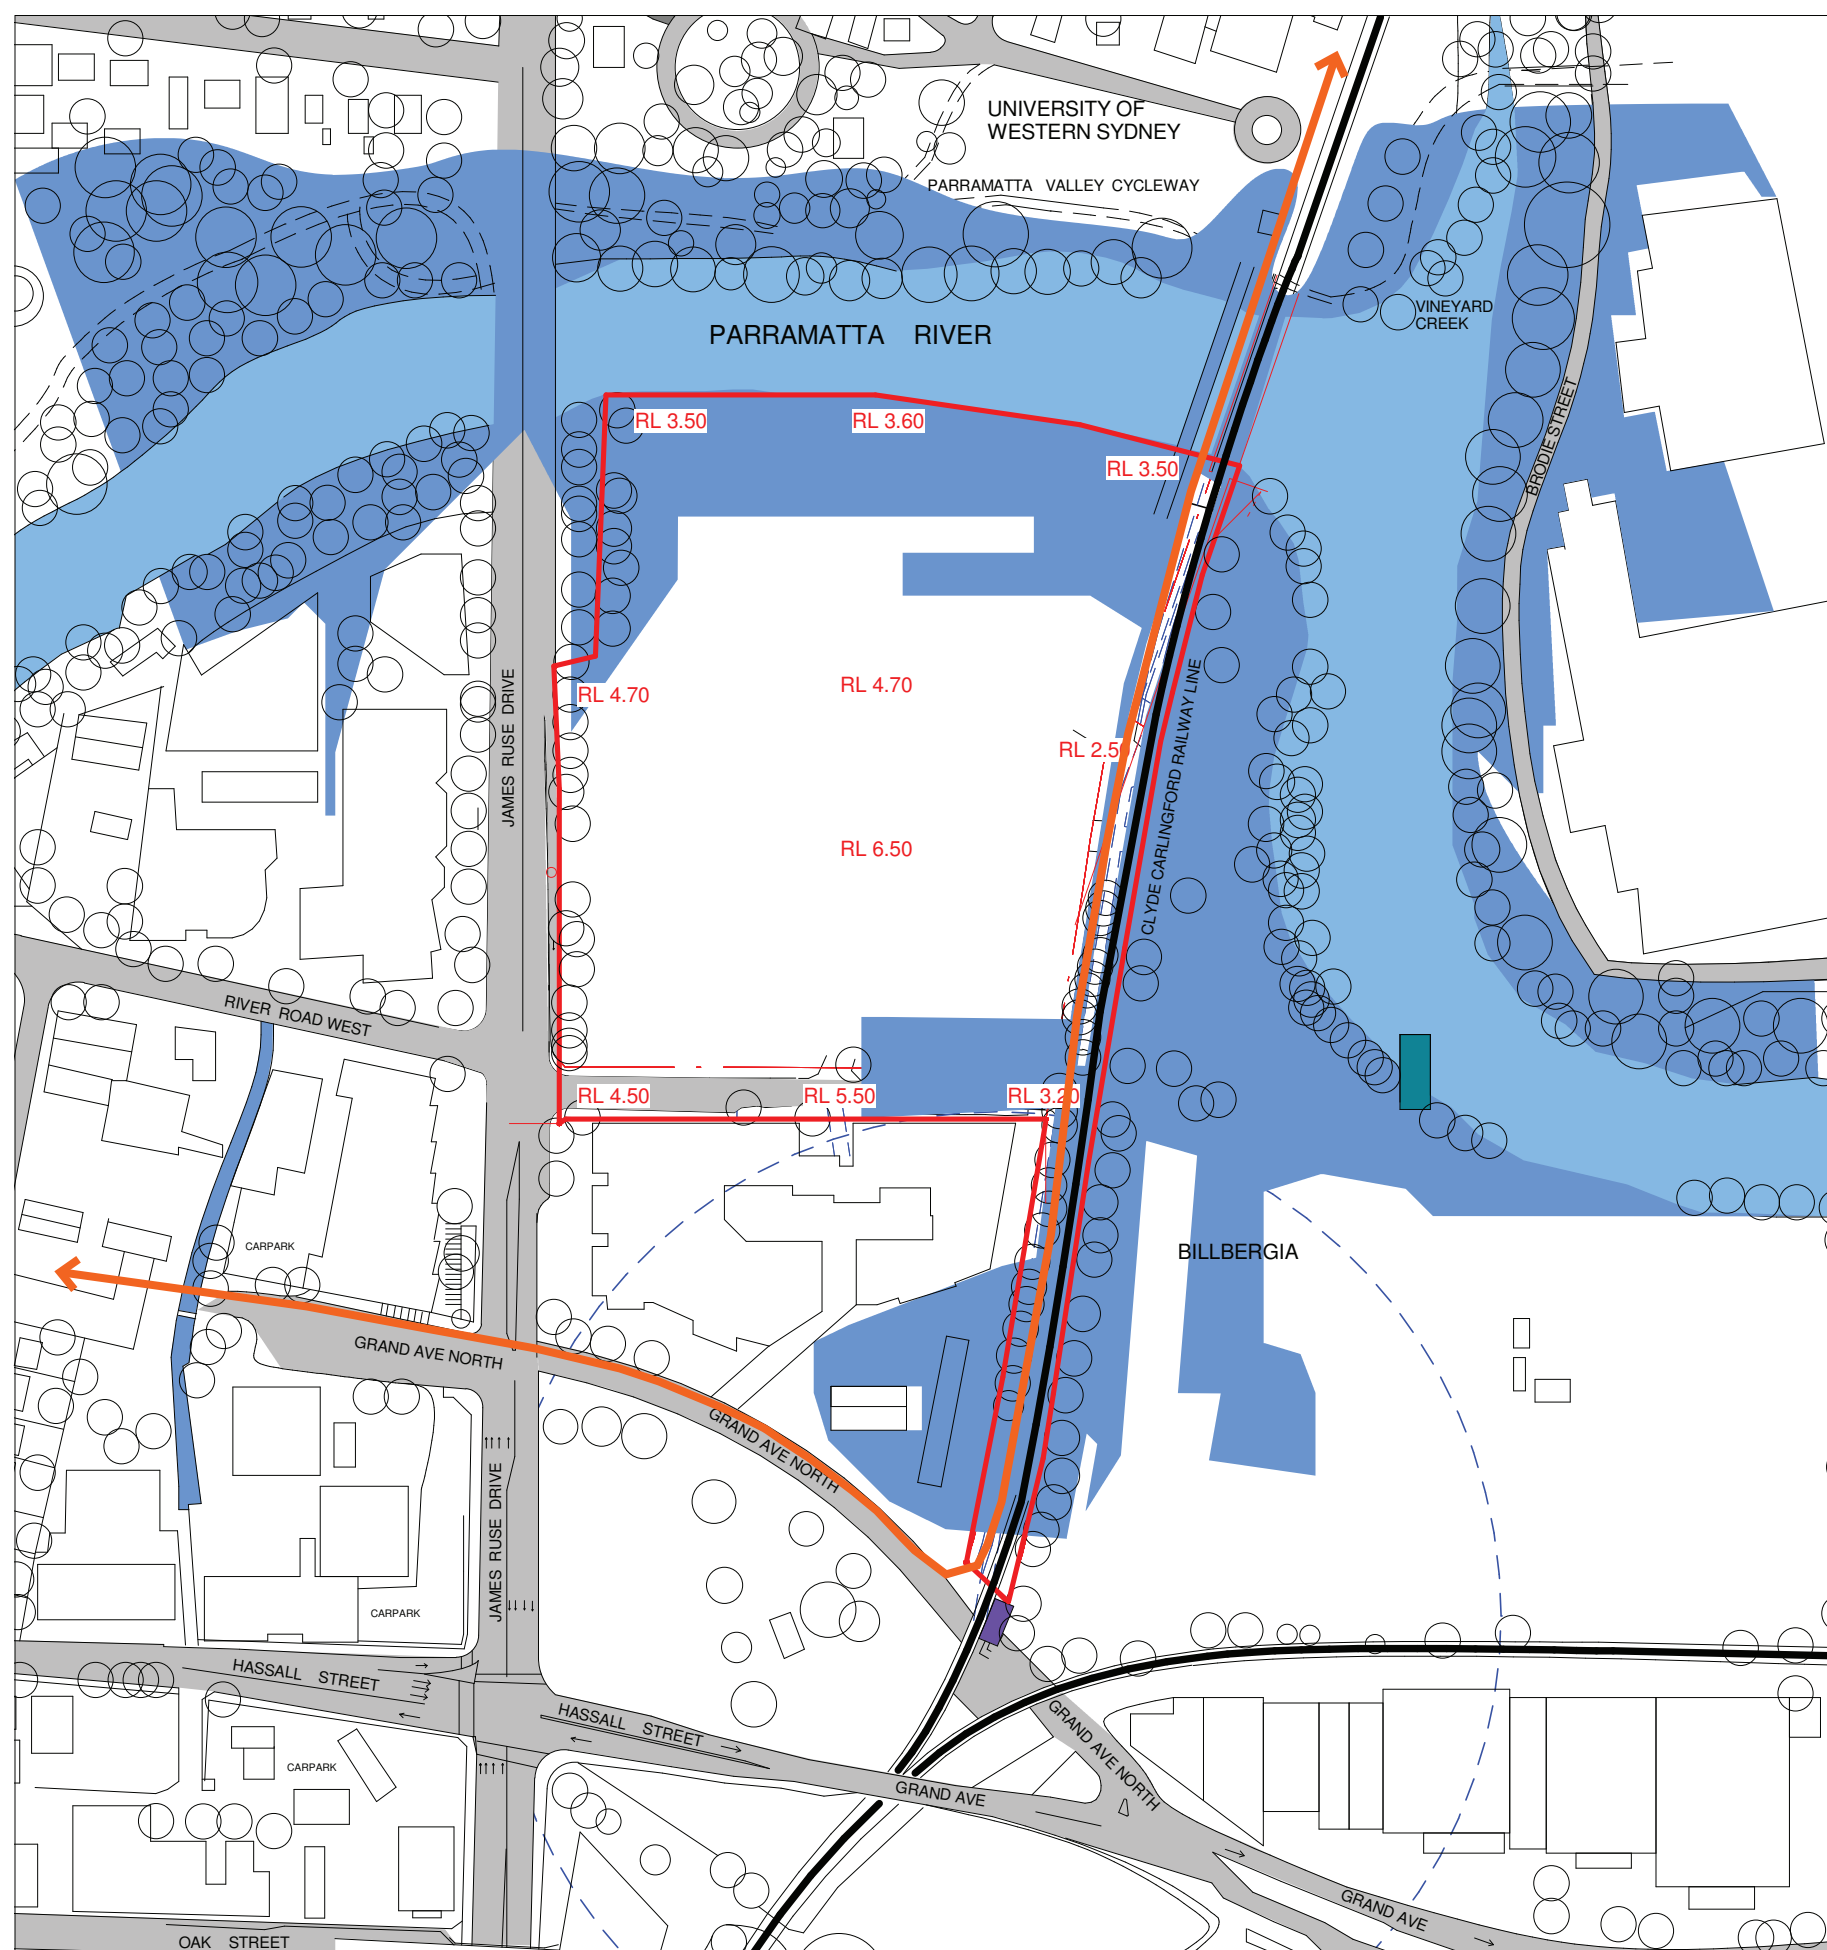 UNIVERSITY OF
WESTERN SYDNEY
PARRAMATTA VALLEY CYCLEWAY
VINEYARD
CREEK
PARRAMATTA RIVER
BRODIE STREET
RL 3.50
RL 3.60
RL 3.50
RL 4.70
RL 4.70
RL 2.50
JAMES RUSE DRIVE
CLYDE CARLINGFORD RAILWAY LINE
RL 6.50
RIVER ROAD WEST
RL 4.50
RL 5.50
RL 3.20
CARPARK
BILLBERGIA
GRAND AVE NORTH
GRAND AVE NORTH
JAMES RUSE DRIVE
CARPARK
HASSALL STREET
HASSALL STREET
GRAND AVE NORTH
CARPARK
GRAND AVE
GRAND AVE
OAK STREET